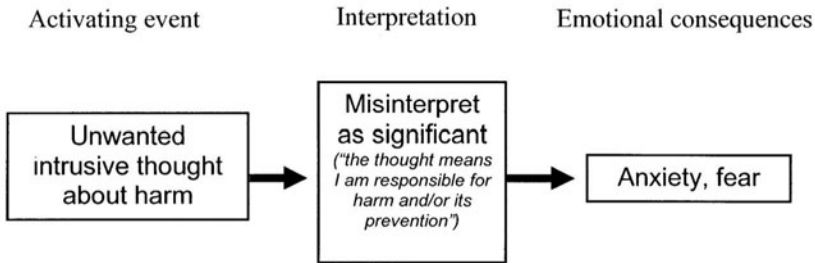 Activating event
Interpretation
Emotional consequences
Unwanted
intrusive thought
about harm
Misinterpret
as significant
(“the thought means
I am responsible for
harm and/or its
prevention”)
Anxiety, fear